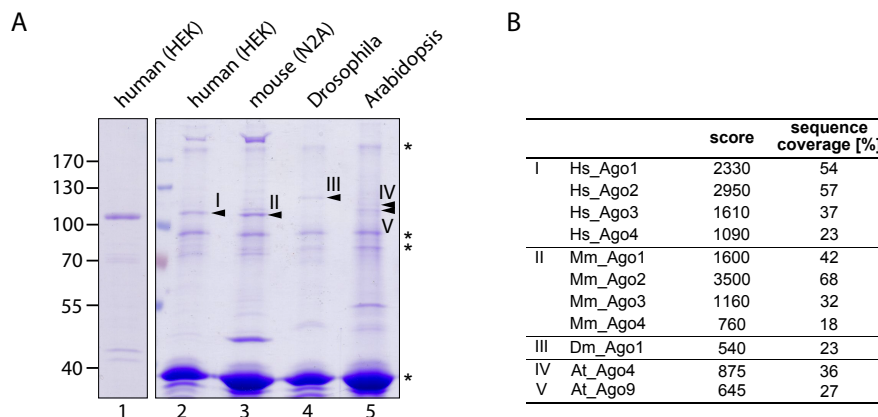 A
B
human (HEK)
human (HEK)
mouse (N2A)
Drosophila
Arabidopsis
170
130
100
70
55
40
I
II
III
IV
V
*
*
*
*
1 2 3 4 5
score sequence coverage [%]
I Hs_Ago1 2330 54
Hs_Ago2 2950 57
Hs_Ago3 1610 37
Hs_Ago4 1090 23
II Mm_Ago1 1600 42
Mm_Ago2 3500 68
Mm_Ago3 1160 32
Mm_Ago4 760 18
III Dm_Ago1 540 23
IV At_Ago4 875 36
V At_Ago9 645 27